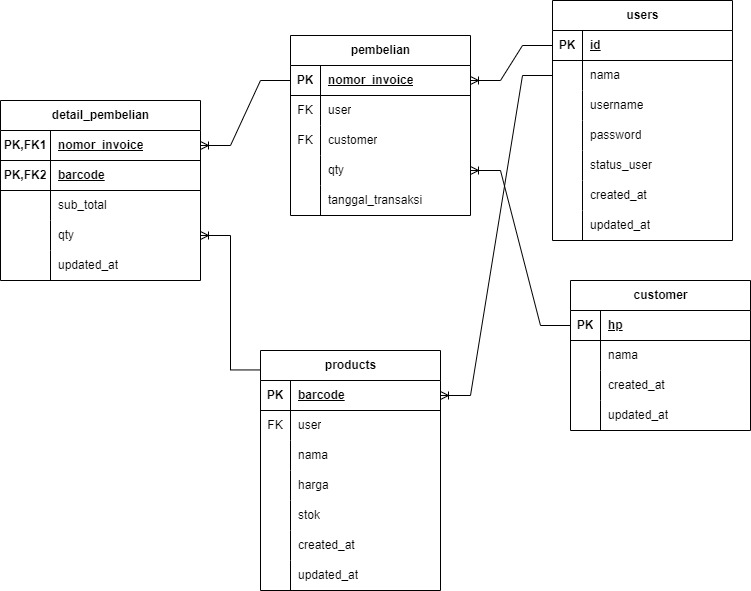 users
PK id
nama
username
password
status_user
created_at
updated_at
pembelian
PK nomor_invoice
FK user
FK customer
qty
tanggal_transaksi
detail_pembelian
PK,FK1 nomor_invoice
PK,FK2 barcode
sub_total
qty
updated_at
customer
PK hp
nama
created_at
updated_at
products
PK barcode
FK user
nama
harga
stok
created_at
updated_at